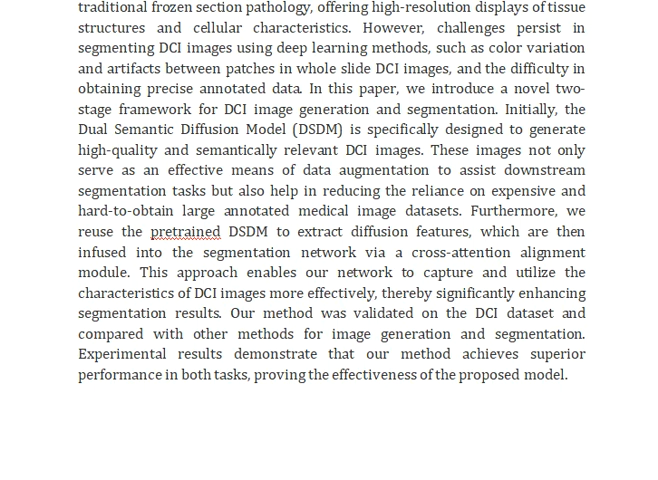 traditional frozen section pathology, offering high-resolution displays of tissue
structures and cellular characteristics. However, challenges persist in
segmenting DCI images using deep learning methods, such as color variation
and artifacts between patches in whole slide DCI images, and the difficulty in
obtaining precise annotated data. In this paper, we introduce a novel two-
stage framework for DCI image generation and segmentation. Initially, the
Dual Semantic Diffusion Model (DSDM) is specifically designed to generate
high-quality and semantically relevant DCI images. These images not only
serve as an effective means of data augmentation to assist downstream
segmentation tasks but also help in reducing the reliance on expensive and
hard-to-obtain large annotated medical image datasets. Furthermore, we
reuse the pretrained DSDM to extract diffusion features, which are then
infused into the segmentation network via a cross-attention alignment
module. This approach enables our network to capture and utilize the
characteristics of DCI images more effectively, thereby significantly enhancing
segmentation results. Our method was validated on the DCI dataset and
compared with other methods for image generation and segmentation.
Experimental results demonstrate that our method achieves superior
performance in both tasks, proving the effectiveness of the proposed model.